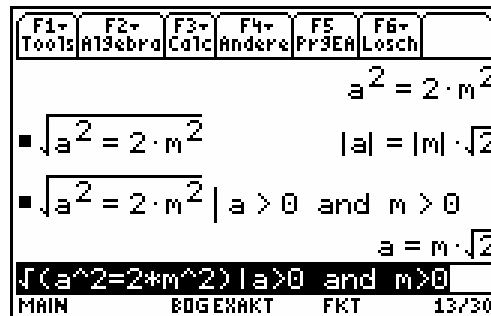 F1▾ F2▾ F3▾ F4▾ F5 F6▾
Tools Algebra Calc Andere PrgEA Losch
a² = 2·m²
▪ √(a² = 2·m²) |a| = |m|·√2
▪ √(a² = 2·m²) | a > 0 and m > 0
a = m·√2
√(a^2=2*m^2)|a>0 and m>0
MAIN BOG EXAKT FKT 13/30